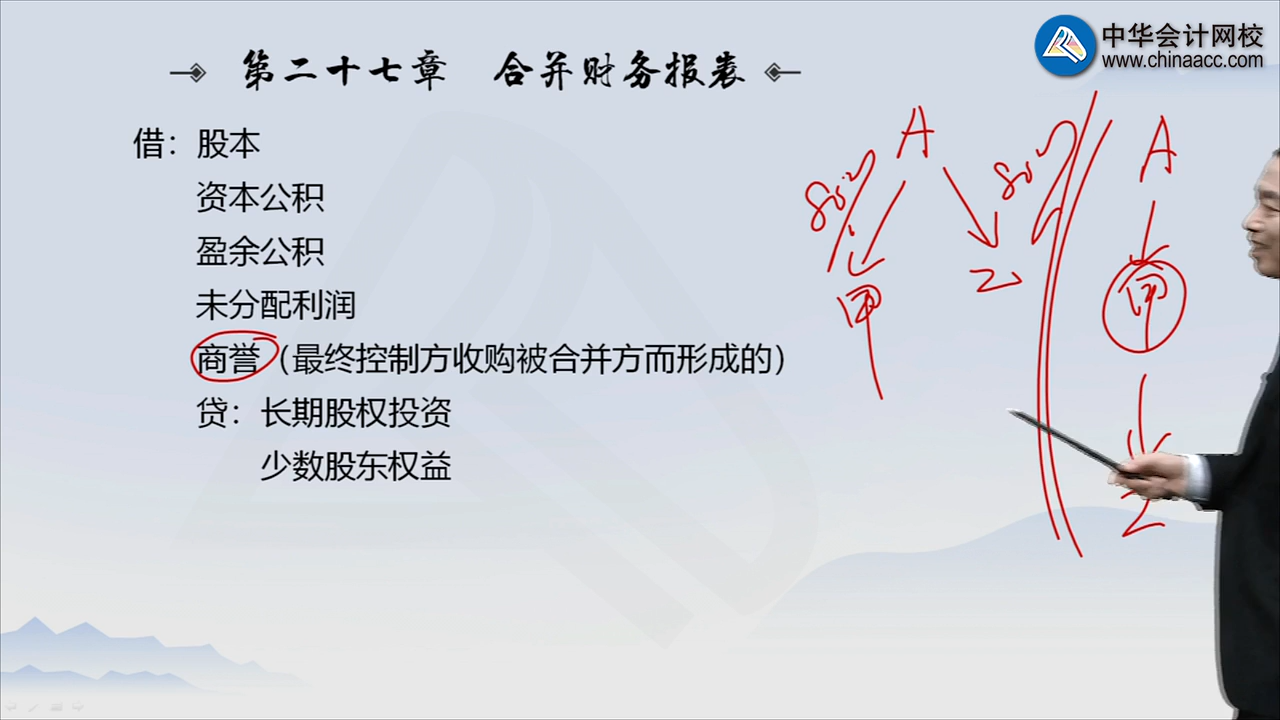 中华会计网校
www.chinaacc.com
第二十七章 合并财务报表
借：股本
资本公积
盈余公积
未分配利润
商誉（最终控制方收购被合并方而形成的）
贷：长期股权投资
少数股东权益
A
80%
80%
甲
乙
A
甲
乙